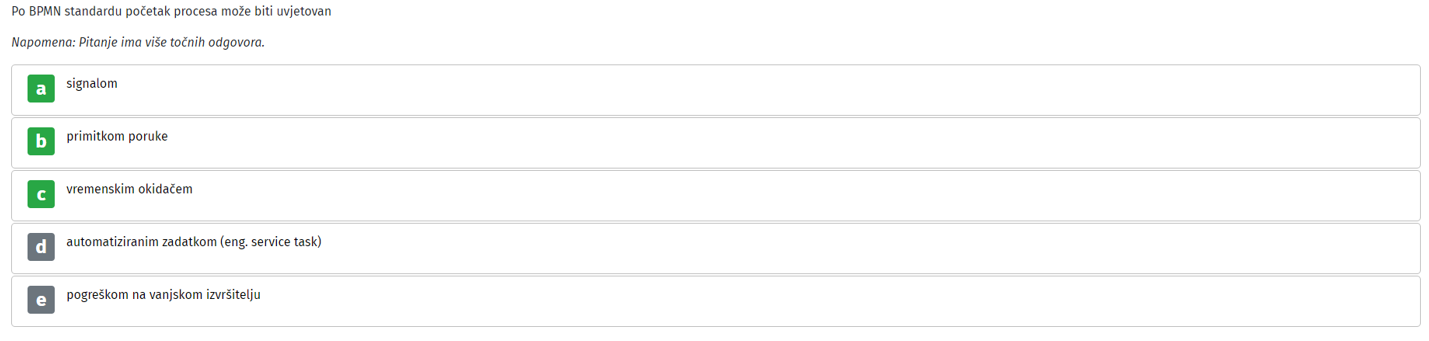 Po BPMN standardu početak procesa može biti uvjetovan
Napomena: Pitanje ima više točnih odgovora.
a signalom
b primitkom poruke
c vremenskim okidačem
d automatiziranim zadatkom (eng. service task)
e pogreškom na vanjskom izvršitelju